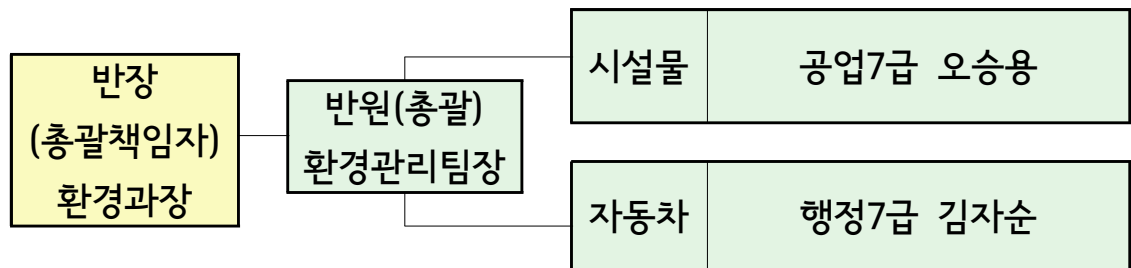 반장
(총괄책임자)
환경과장
반원(총괄)
환경관리팀장
시설물 공업7급 오승용
자동차 행정7급 김자순